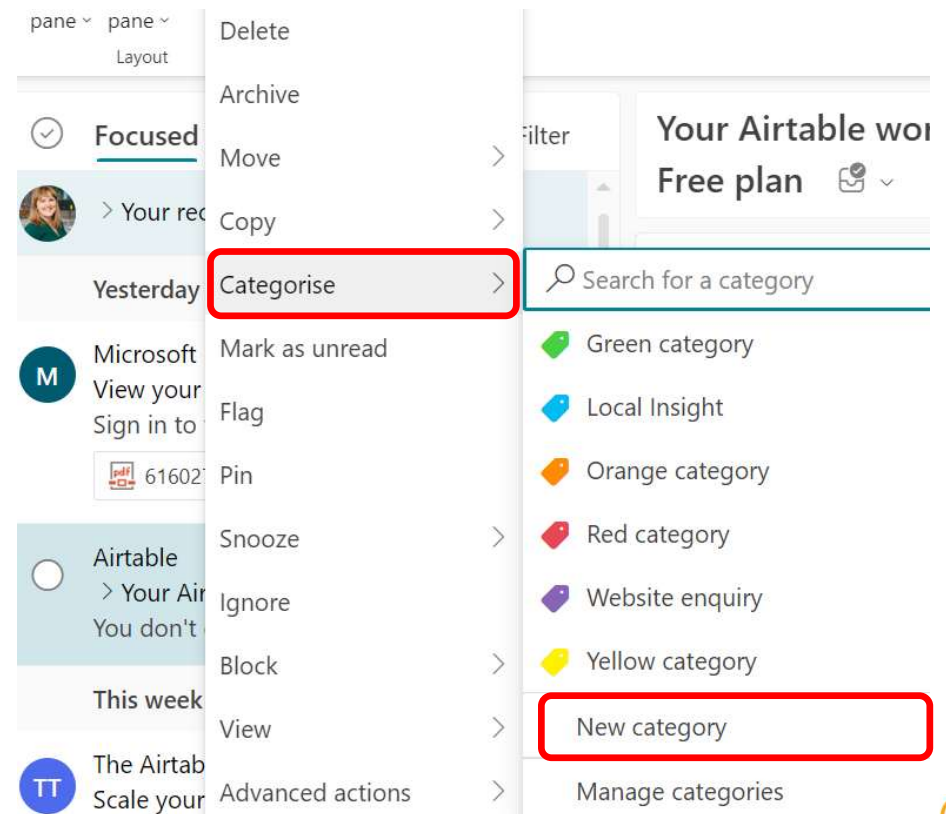 pane pane
Layout
Focused
Filter
> Your rec
Yesterday
M
Microsoft
View your
Sign in to
pdf 616027
Airtable
> Your Air
You don't
This week
TT
The Airtab
Scale your
Delete
Archive
Move
Copy
Categorise
Mark as unread
Flag
Pin
Snooze
Ignore
Block
View
Advanced actions
Your Airtable wor
Free plan
Search for a category
Green category
Local Insight
Orange category
Red category
Website enquiry
Yellow category
New category
Manage categories